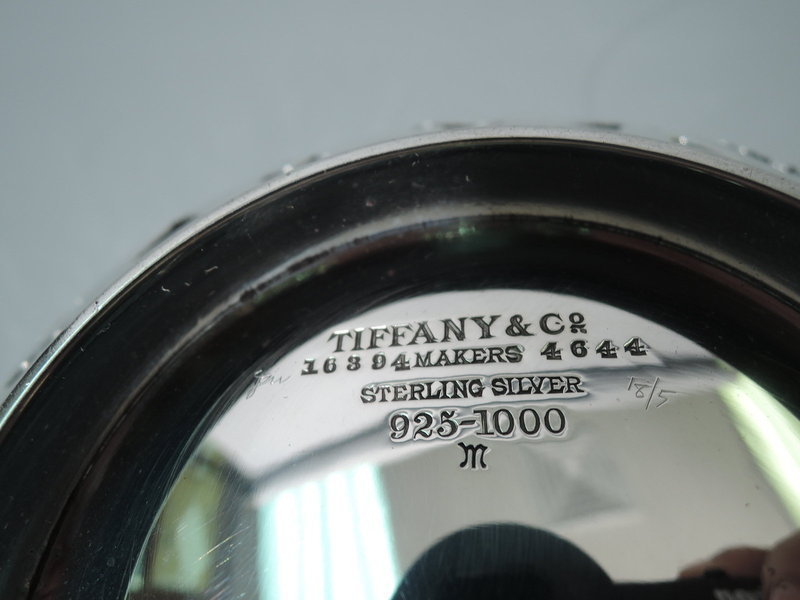 TIFFANY & Co
16394 MAKERS 4644
STERLING SILVER
925-1000
M